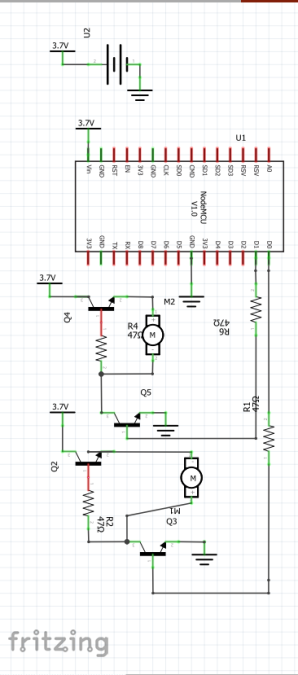 U2
3.7V
3.7V
U1
Vin GND RST EN 3V3 GND CLK SD0 CMD SD1 SD2 SD3 RSV RSV A0
NodeMCU
V1.0
3V3 GND TX RX D8 D7 D6 D5 GND 3V3 D4 D3 D2 D1 D0
3.7V
M2
Q4
R4
47Ω
M
R6
47Ω
Q5
R1
47Ω
3.7V
Q2
M
R2
47Ω
M1
Q3
fritzing